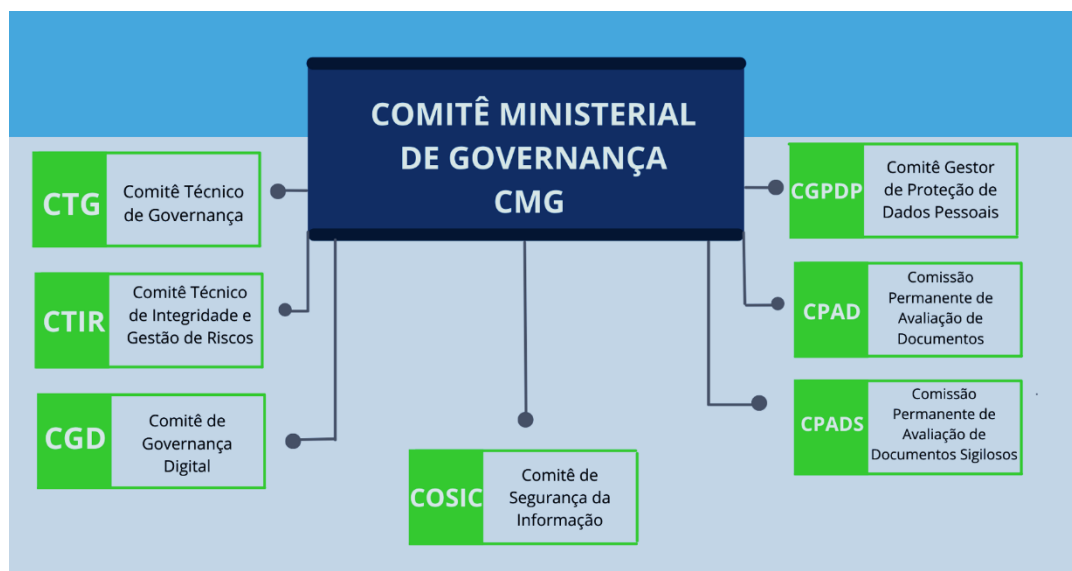 COMITÊ MINISTERIAL
DE GOVERNANÇA
CMG
CTG
Comitê Técnico
de Governança
CTIR
Comitê Técnico
de Integridade e
Gestão de Riscos
CGD
Comitê de
Governança
Digital
COSIC
Comitê de
Segurança da
Informação
CGPDP
Comitê Gestor
de Proteção de
Dados Pessoais
CPAD
Comissão
Permanente de
Avaliação de
Documentos
CPADS
Comissão
Permanente de
Avaliação de
Documentos Sigilosos